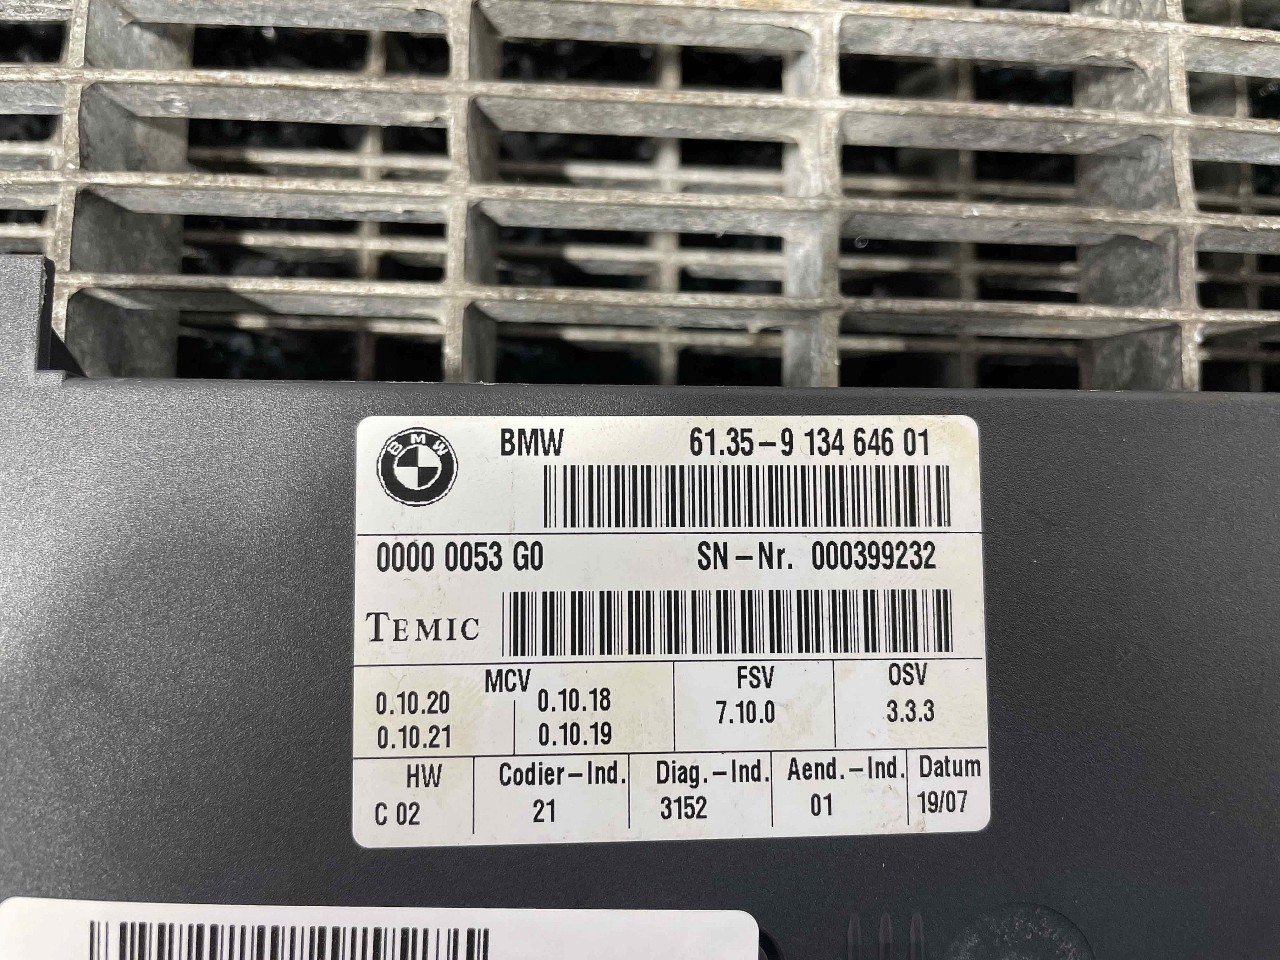 BMW
BMW 61.35-9 134 646 01
0000 0053 G0 SN-Nr. 000399232
TEMIC
MCV FSV OSV
0.10.20 0.10.18 7.10.0 3.3.3
0.10.21 0.10.19
HW Codier-Ind. Diag.-Ind. Aend.-Ind. Datum
C 02 21 3152 01 19/07